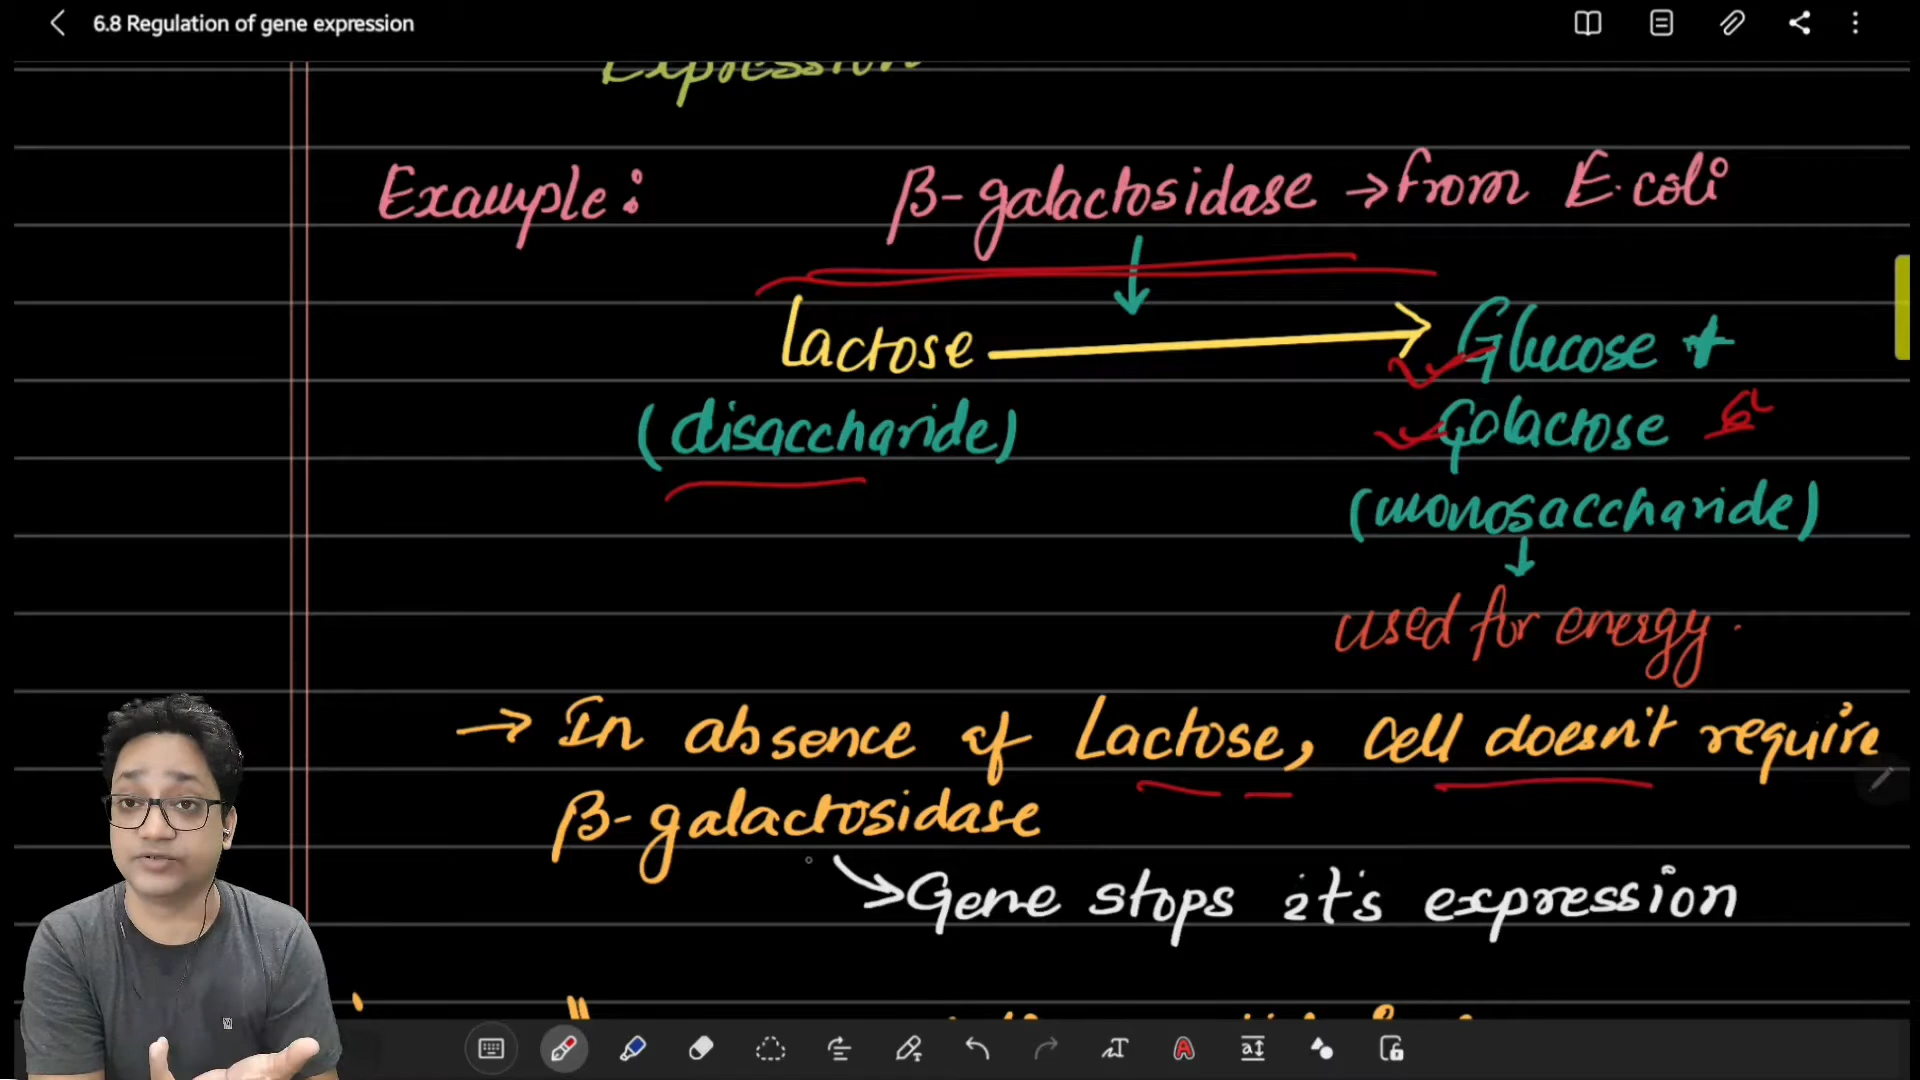 6.8 Regulation of gene expression
Expression
Example: β-galactosidase → from E.coli
Lactose → Glucose +
(disaccharide) Galactose
(monosaccharide)
used for energy.
→ In absence of Lactose, cell doesn't require
β-galactosidase
Gene stops it's expression